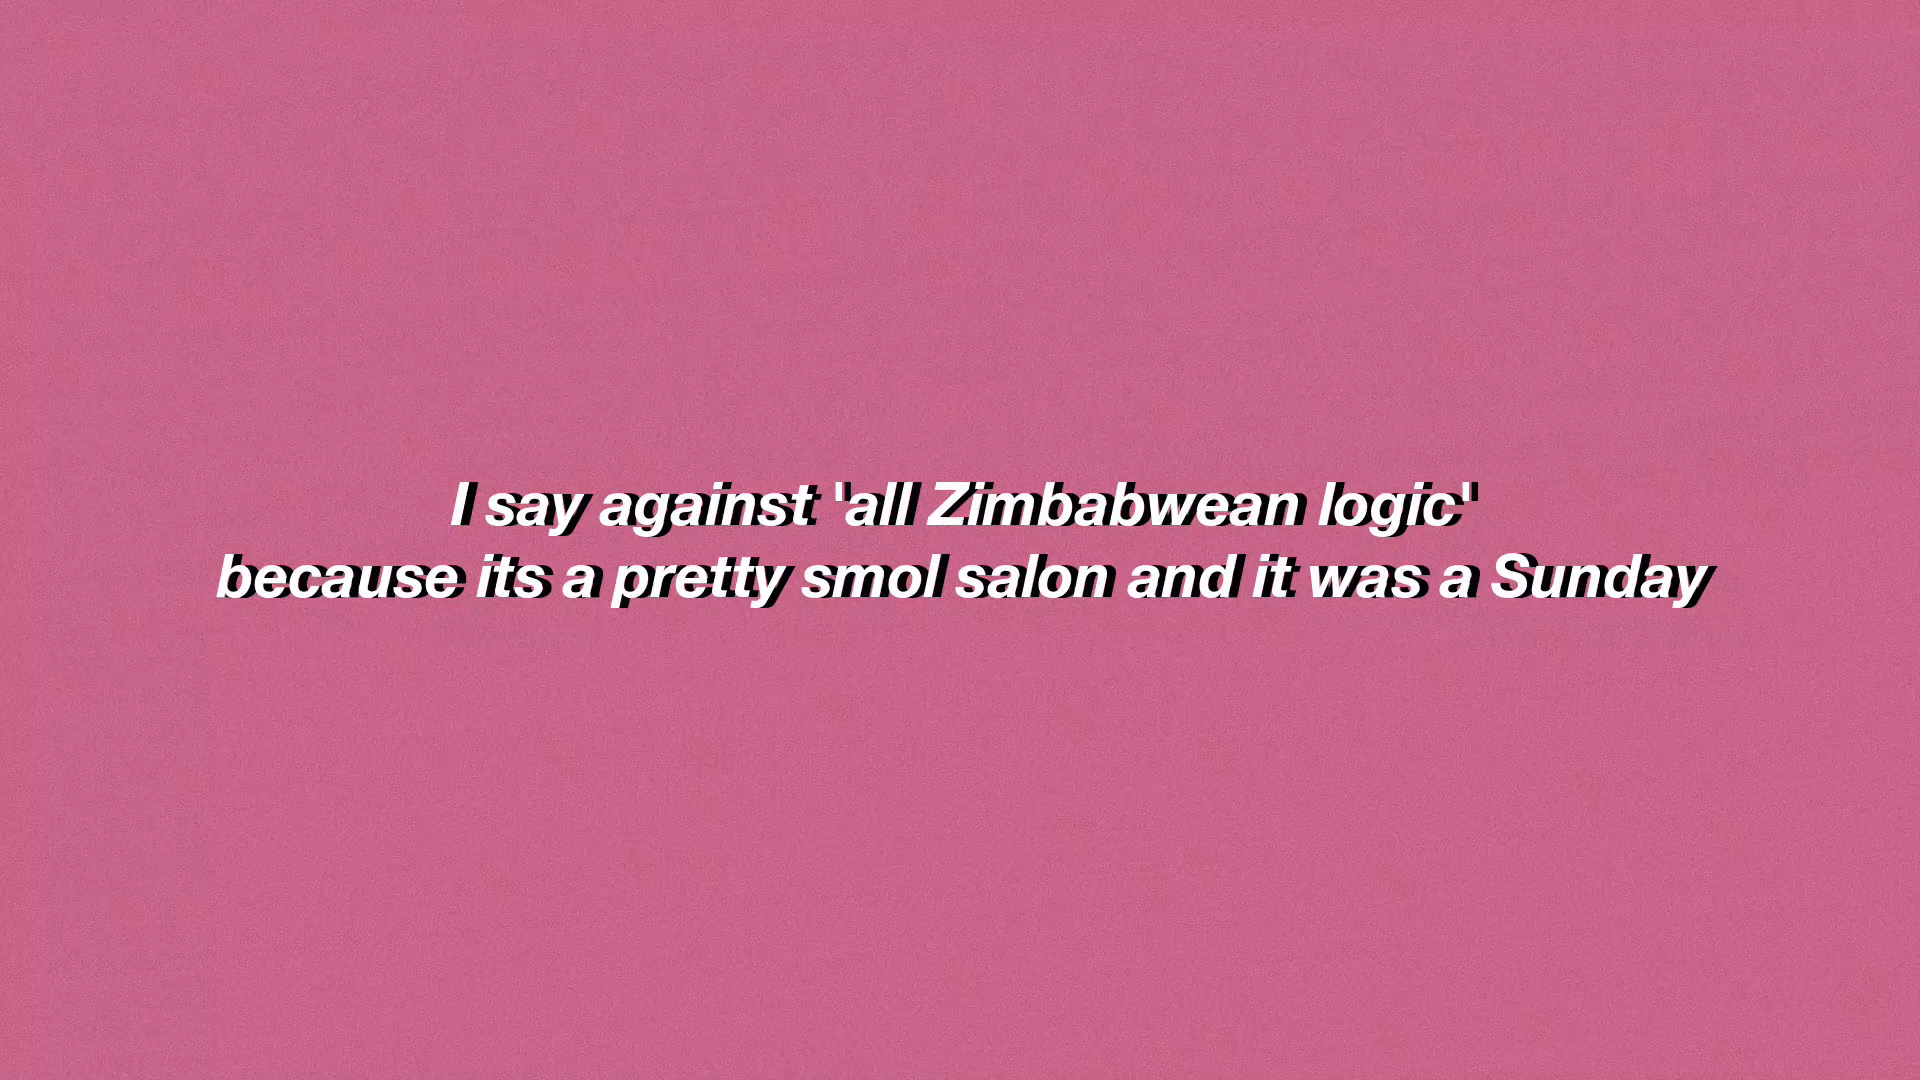 I say against "all Zimbabwean logic"
because its a pretty smol salon and it was a Sunday